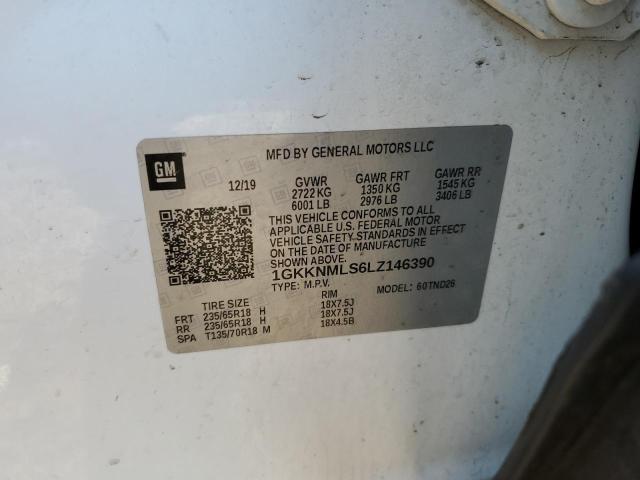 GM
MFD BY GENERAL MOTORS LLC
12/19 GVWR GAWR FRT GAWR RR
2722 KG 1350 KG 1545 KG
6001 LB 2976 LB 3406 LB
THIS VEHICLE CONFORMS TO ALL
APPLICABLE U.S. FEDERAL MOTOR
VEHICLE SAFETY STANDARDS IN EFFECT
ON THE DATE OF MANUFACTURE
SHOWN ABOVE.
1GKKNMLS6LZ146390
TYPE: M.P.V. MODEL: 60TND26
TIRE SIZE RIM
FRT 235/65R18 H 18X7.5J
RR 235/65R18 H 18X7.5J
SPA T135/70R18 M 18X4.5B